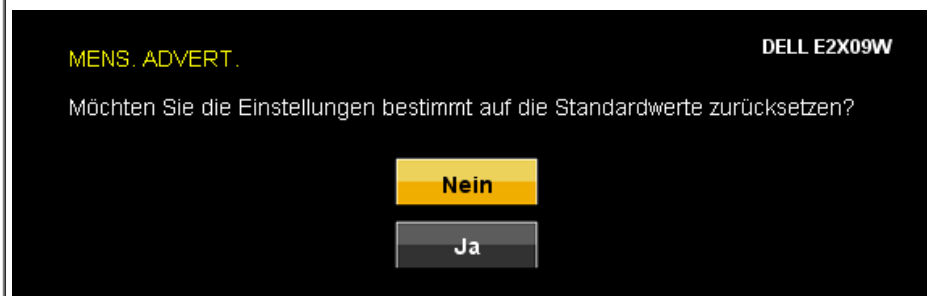 MENS. ADVERT.
DELL E2X09W
Möchten Sie die Einstellungen bestimmt auf die Standardwerte zurücksetzen?
Nein
Ja